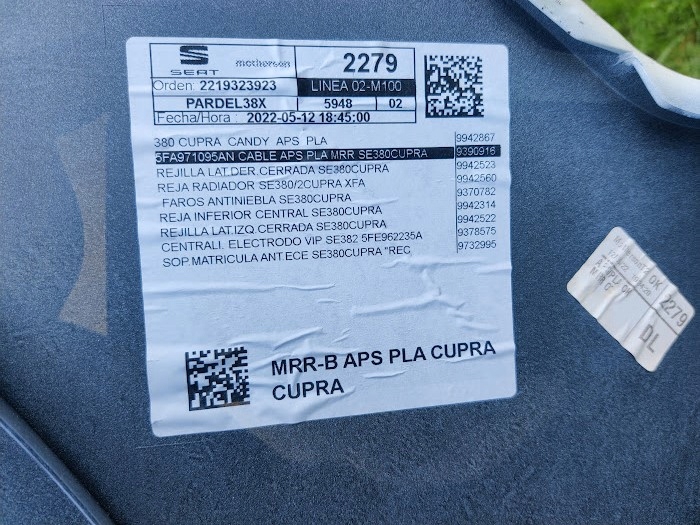 SEAT motherson 2279
Orden: 2219323923 LINEA 02-M100
PARDEL38X 5948 02
Fecha/Hora: 2022-05-12 18:45:00
380 CUPRA CANDY APS PLA 9942867
5FA971095AN CABLE APS PLA MRR SE380CUPRA 9390916
REJILLA LAT.DER.CERRADA SE380CUPRA 9942523
REJA RADIADOR SE380/2CUPRA XFA 9942560
FAROS ANTINIEBLA SE380CUPRA 9370782
REJA INFERIOR CENTRAL SE380CUPRA 9942314
REJILLA LAT.IZQ.CERRADA SE380CUPRA 9942522
CENTRALI. ELECTRODO VIP SE382 5FE962235A 9378575
SOP.MATRICULA ANT.ECE SE380CUPRA "REC 9732995
MRR-B APS PLA CUPRA
CUPRA
OK 2279
DL